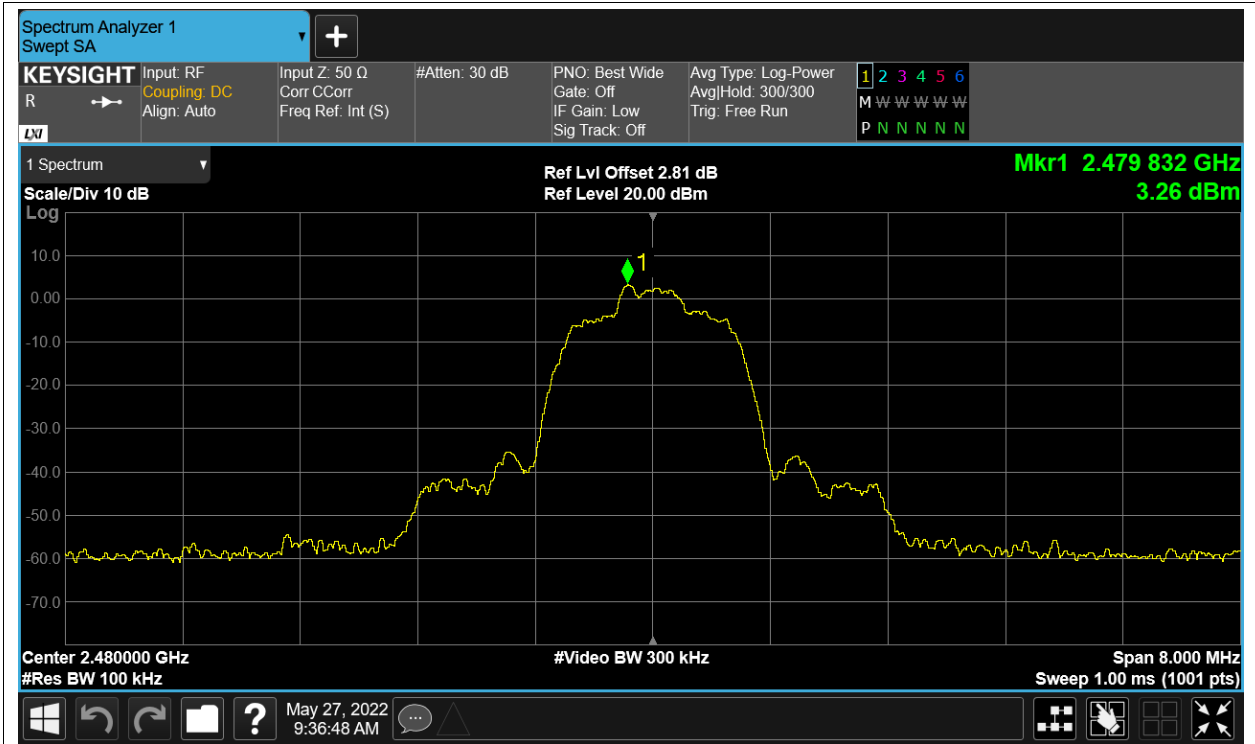 Spectrum Analyzer 1
Swept SA
KEYSIGHT
R
LXI
Input: RF
Coupling: DC
Align: Auto
Input Z: 50 Ω
Corr CCorr
Freq Ref: Int (S)
#Atten: 30 dB
PNO: Best Wide
Gate: Off
IF Gain: Low
Sig Track: Off
Avg Type: Log-Power
Avg|Hold: 300/300
Trig: Free Run
1 2 3 4 5 6
M W W W W W
P N N N N N
1 Spectrum
Scale/Div 10 dB
Log
Ref Lvl Offset 2.81 dB
Ref Level 20.00 dBm
Mkr1 2.479 832 GHz
3.26 dBm
1
10.0
0.00
-10.0
-20.0
-30.0
-40.0
-50.0
-60.0
-70.0
Center 2.480000 GHz
#Res BW 100 kHz
#Video BW 300 kHz
Span 8.000 MHz
Sweep 1.00 ms (1001 pts)
?
May 27, 2022
9:36:48 AM